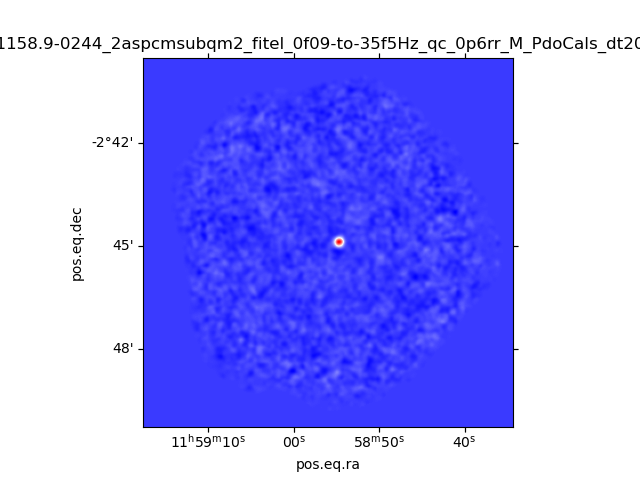 1158.9-0244_2aspcmsubqm2_fitel_0f09-to-35f5Hz_qc_0p6rr_M_PdoCals_dt20
-2°42'
45'
48'
pos.eq.dec
11ʰ59ᵐ10ˢ 00ˢ 58ᵐ50ˢ 40ˢ
pos.eq.ra